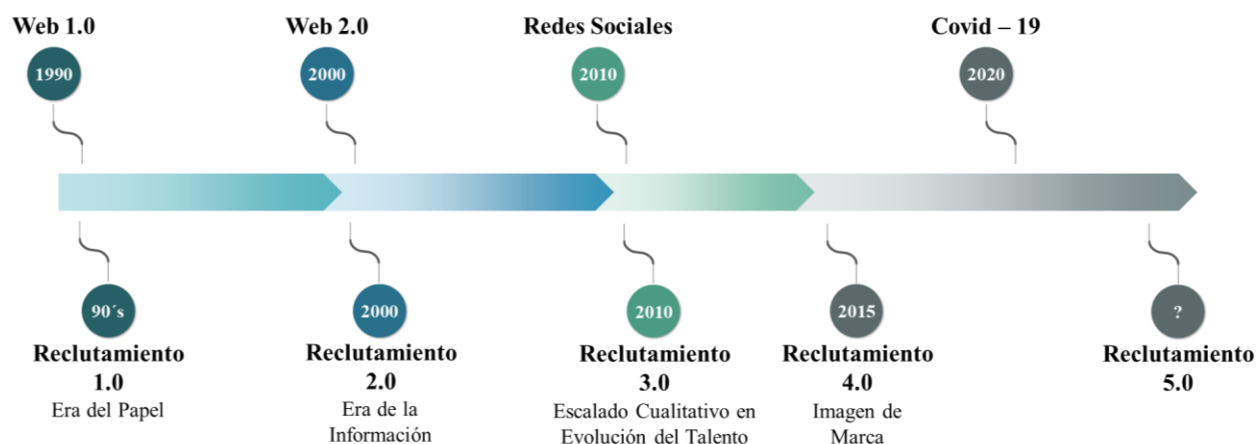 Web 1.0
Web 2.0
Redes Sociales
Covid – 19
1990
2000
2010
2020
90´s
2000
2010
2015
?
Reclutamiento
1.0
Era del Papel
Reclutamiento
2.0
Era de la
Información
Reclutamiento
3.0
Escalado Cualitativo en
Evolución del Talento
Reclutamiento
4.0
Imagen de
Marca
Reclutamiento
5.0